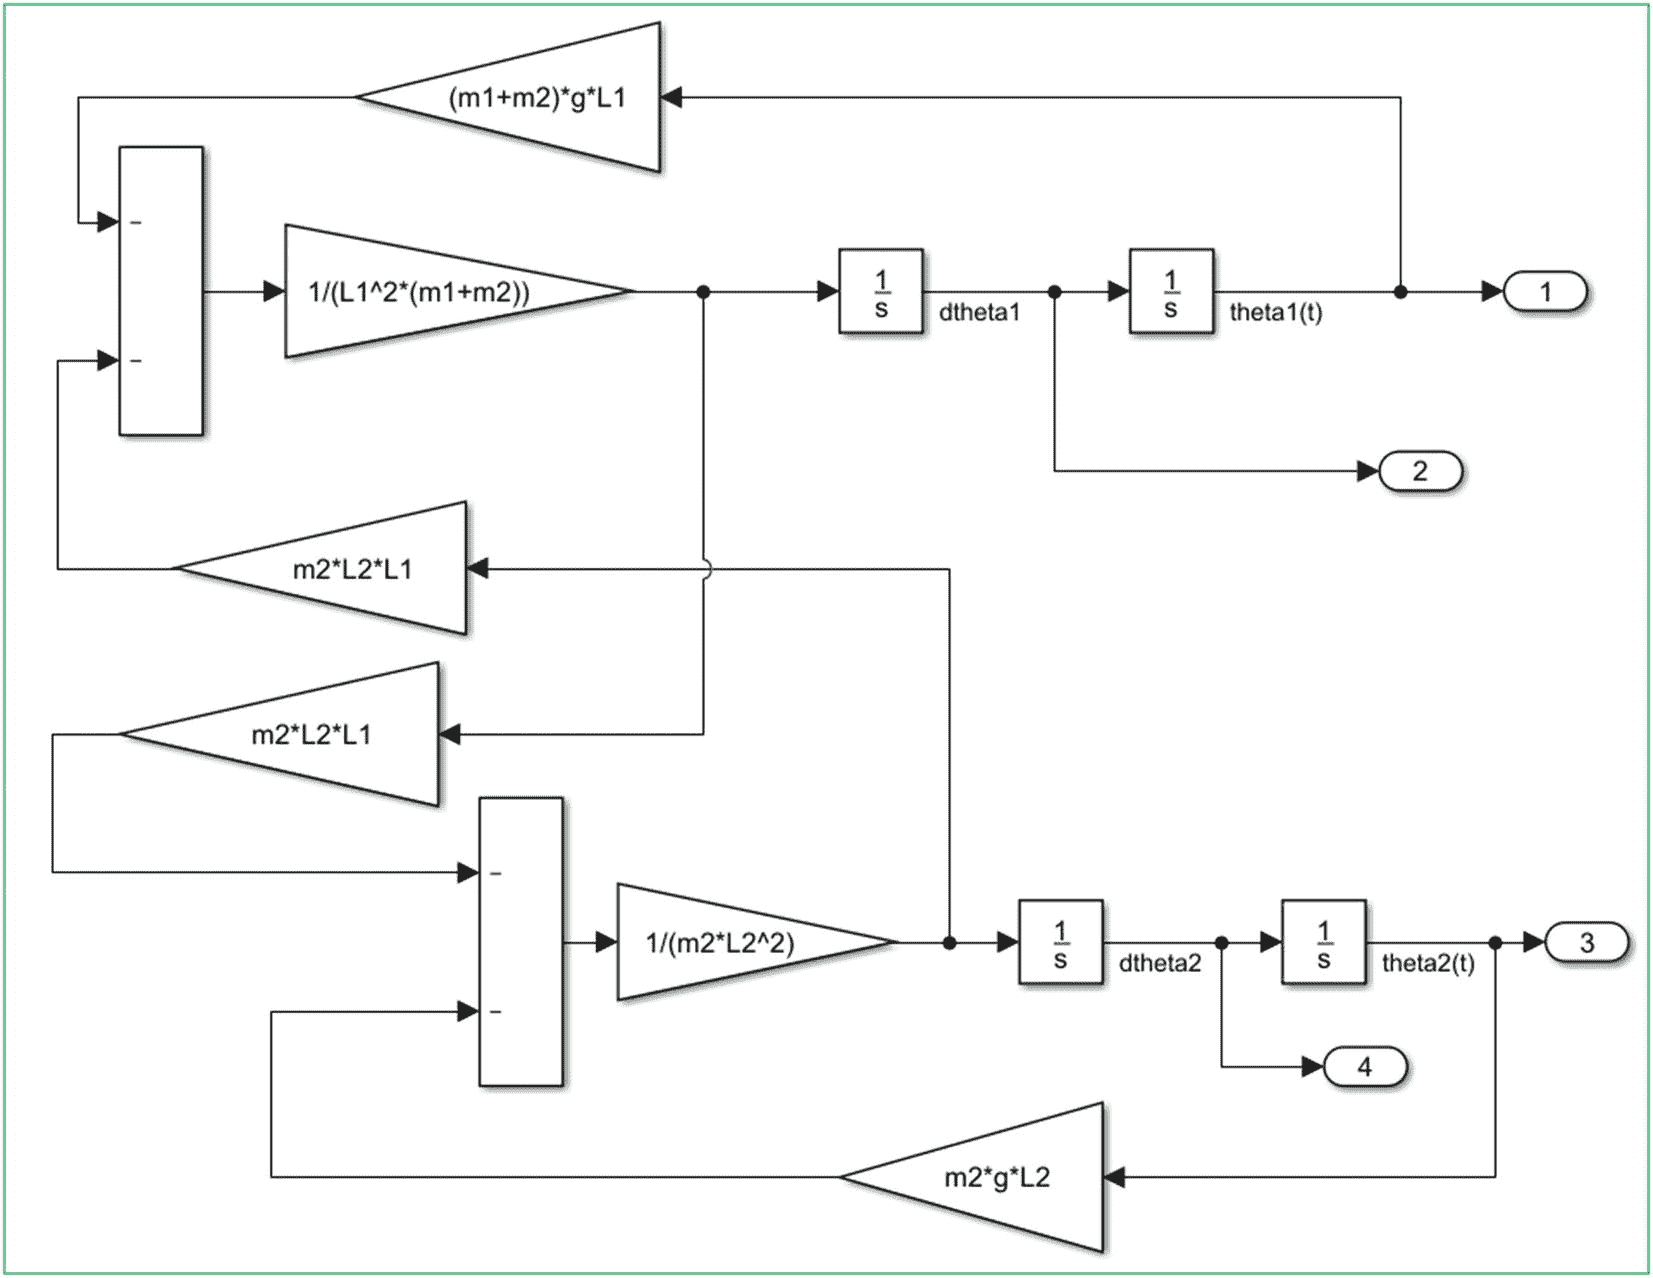 (m1+m2)*g*L1
−
1/(L1^2*(m1+m2))
1
s
dtheta1
1
s
theta1(t)
1
−
2
m2*L2*L1
m2*L2*L1
−
1/(m2*L2^2)
1
s
dtheta2
1
s
theta2(t)
3
−
4
m2*g*L2